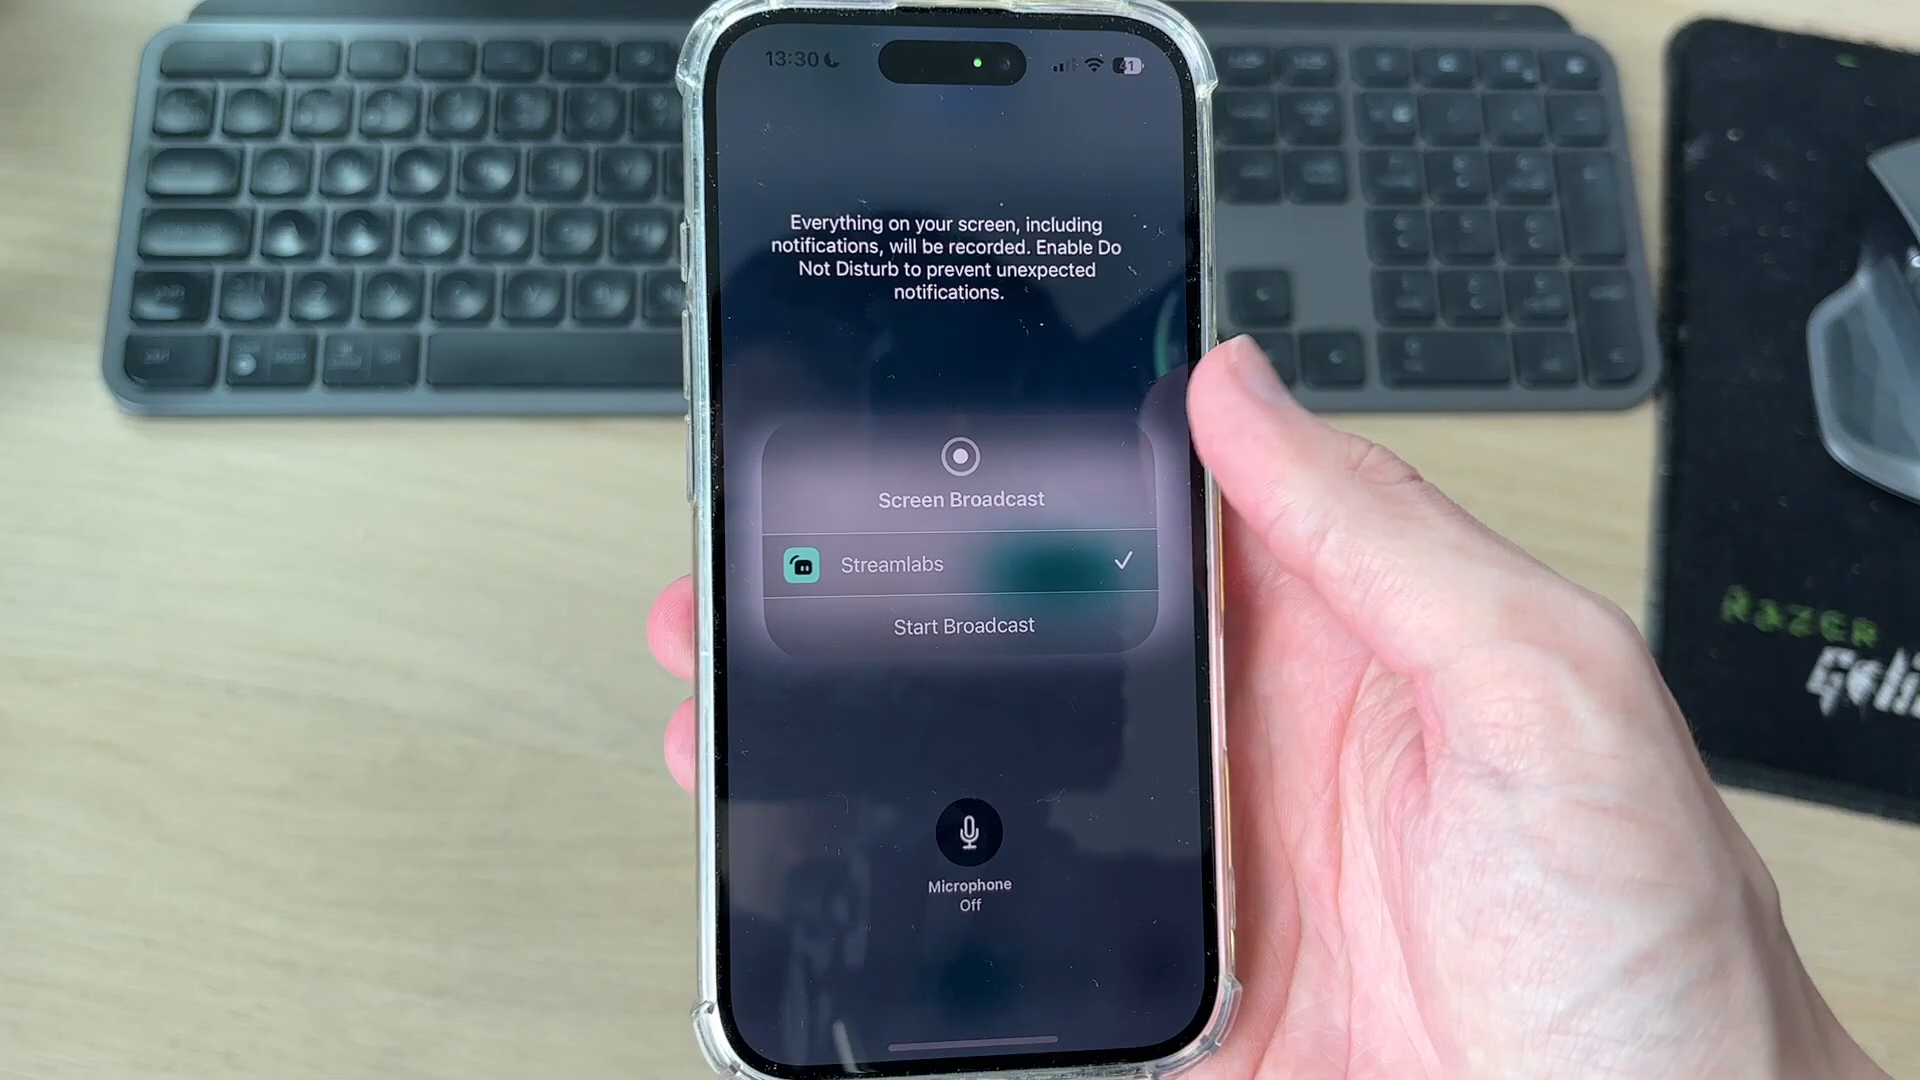 13:30
41
Everything on your screen, including
notifications, will be recorded. Enable Do
Not Disturb to prevent unexpected
notifications.
Screen Broadcast
Streamlabs
Start Broadcast
Microphone
Off
RAZER